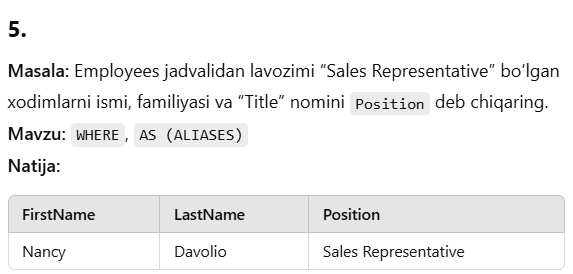 5.
Masala: Employees jadvalidan lavozimi “Sales Representative” bo‘lgan
xodimlarni ismi, familiyasi va “Title” nomini Position deb chiqaring.
Mavzu: WHERE, AS (ALIASES)
Natija:
FirstName LastName Position
Nancy Davolio Sales Representative